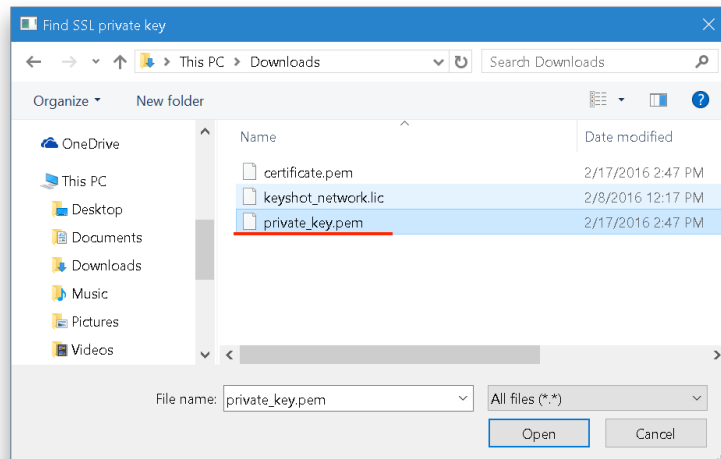 Find SSL private key
This PC > Downloads
Search Downloads
Organize
New folder
Name
Date modified
OneDrive
This PC
Desktop
Documents
Downloads
Music
Pictures
Videos
certificate.pem 2/17/2016 2:47 PM
keyshot_network.lic 2/8/2016 12:17 PM
private_key.pem 2/17/2016 2:47 PM
File name: private_key.pem
All files (*.*)
Open
Cancel